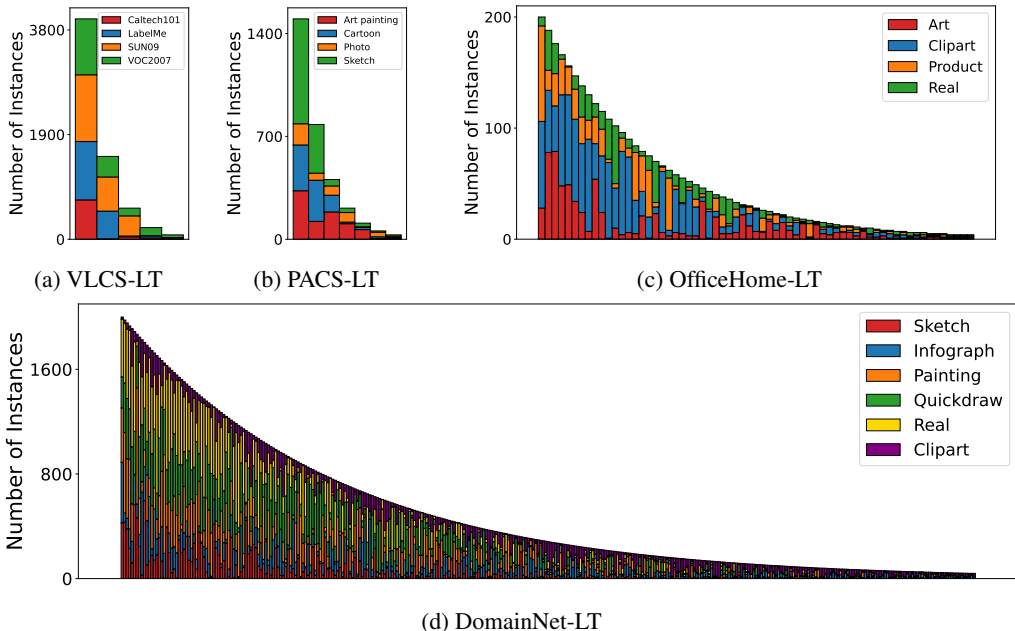 Number of Instances
3800
1900
0
Caltech101
LabelMe
SUN09
VOC2007
(a) VLCS-LT
Number of Instances
1400
700
0
Art painting
Cartoon
Photo
Sketch
(b) PACS-LT
Number of Instances
200
100
0
Art
Clipart
Product
Real
(c) OfficeHome-LT
Number of Instances
1600
800
0
Sketch
Infograph
Painting
Quickdraw
Real
Clipart
(d) DomainNet-LT